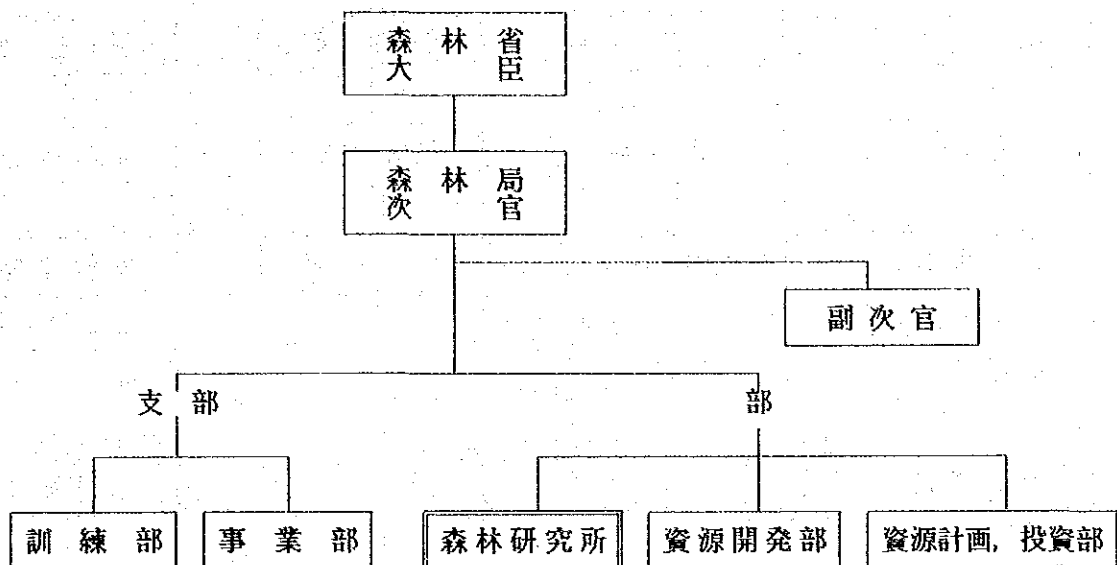 森林省
大臣
森林局
次官
副次官
支部
部
訓練部
事業部
森林研究所
資源開発部
資源計画，投資部